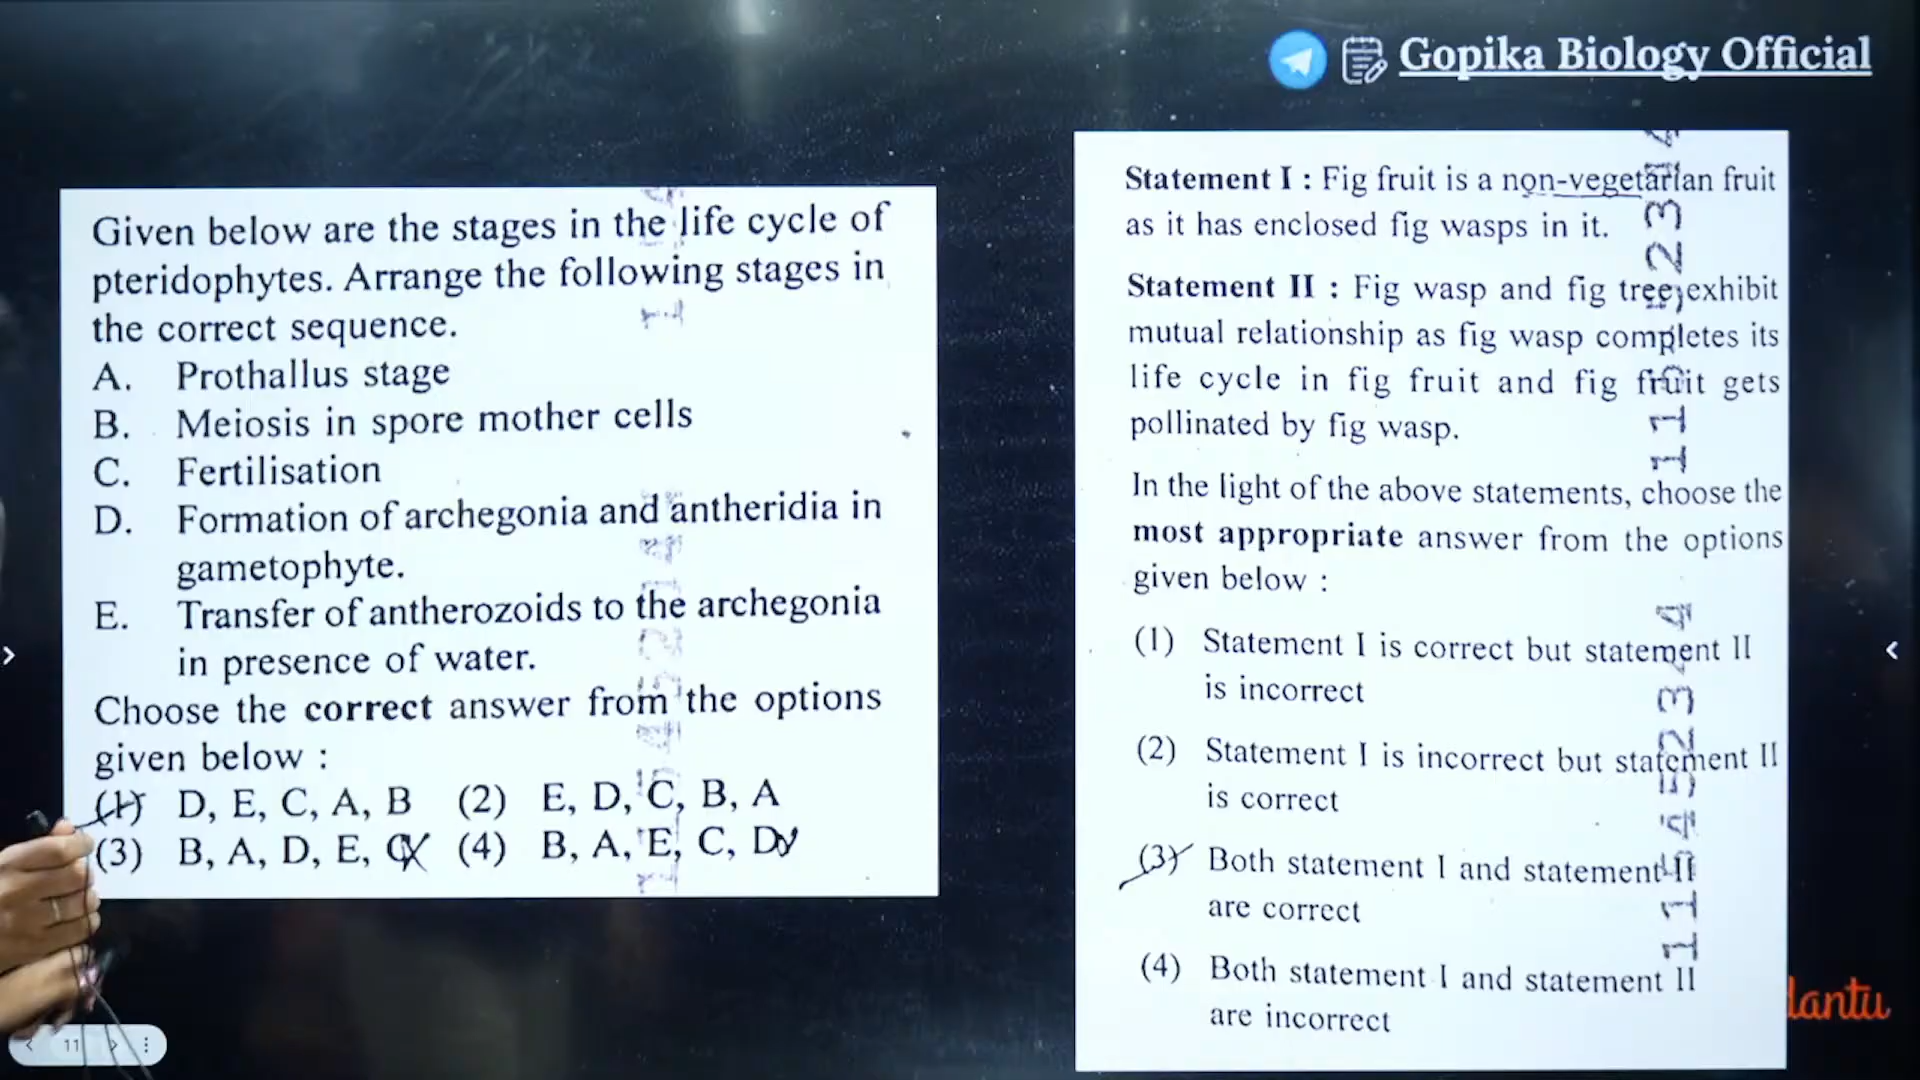 Gopika Biology Official
Given below are the stages in the life cycle of
pteridophytes. Arrange the following stages in
the correct sequence.
A. Prothallus stage
B. Meiosis in spore mother cells
C. Fertilisation
D. Formation of archegonia and antheridia in
gametophyte.
E. Transfer of antherozoids to the archegonia
in presence of water.
Choose the correct answer from the options
given below :
(1) D, E, C, A, B (2) E, D, C, B, A
(3) B, A, D, E, C (4) B, A, E, C, D
Statement I : Fig fruit is a non-vegetarian fruit
as it has enclosed fig wasps in it.
Statement II : Fig wasp and fig tree exhibit
mutual relationship as fig wasp completes its
life cycle in fig fruit and fig fruit gets
pollinated by fig wasp.
In the light of the above statements, choose the
most appropriate answer from the options
given below :
(1) Statement I is correct but statement II
is incorrect
(2) Statement I is incorrect but statement II
is correct
(3) Both statement I and statement II
are correct
(4) Both statement I and statement II
are incorrect
dantu
11